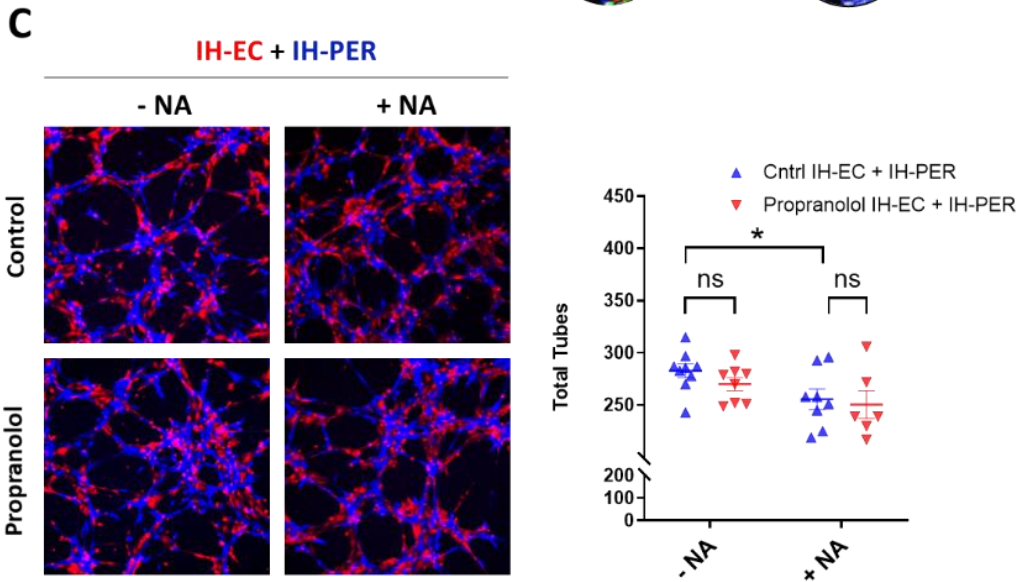 C
IH-EC + IH-PER
- NA
+ NA
Control
Propranolol
Cntrl IH-EC + IH-PER
Propranolol IH-EC + IH-PER
Total Tubes
450
400
350
300
250
200
100
0
*
ns
ns
- NA
+ NA